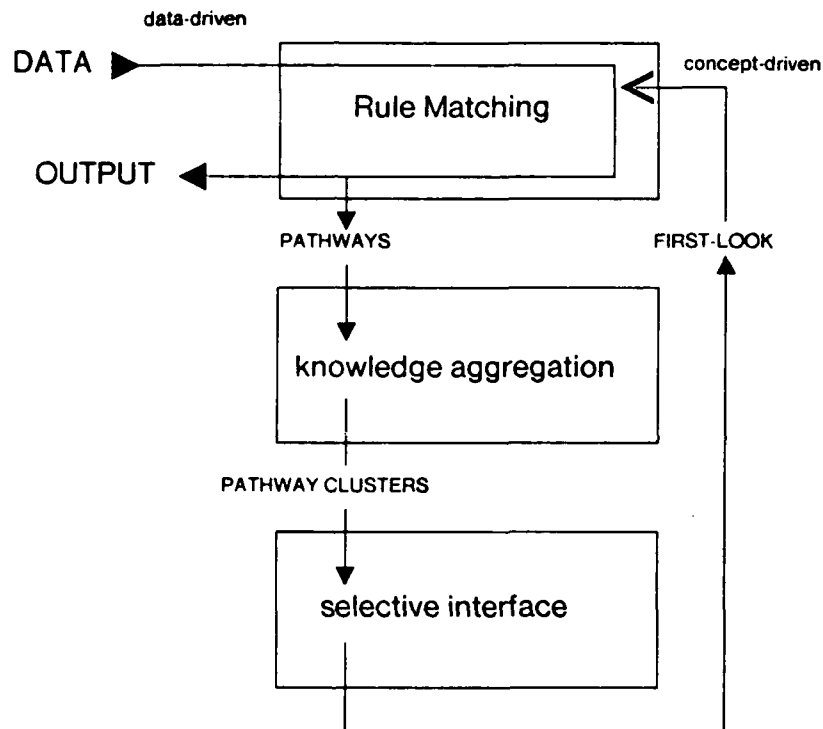 data-driven
DATA
concept-driven
Rule Matching
OUTPUT
PATHWAYS
FIRST-LOOK
knowledge aggregation
PATHWAY CLUSTERS
selective interface